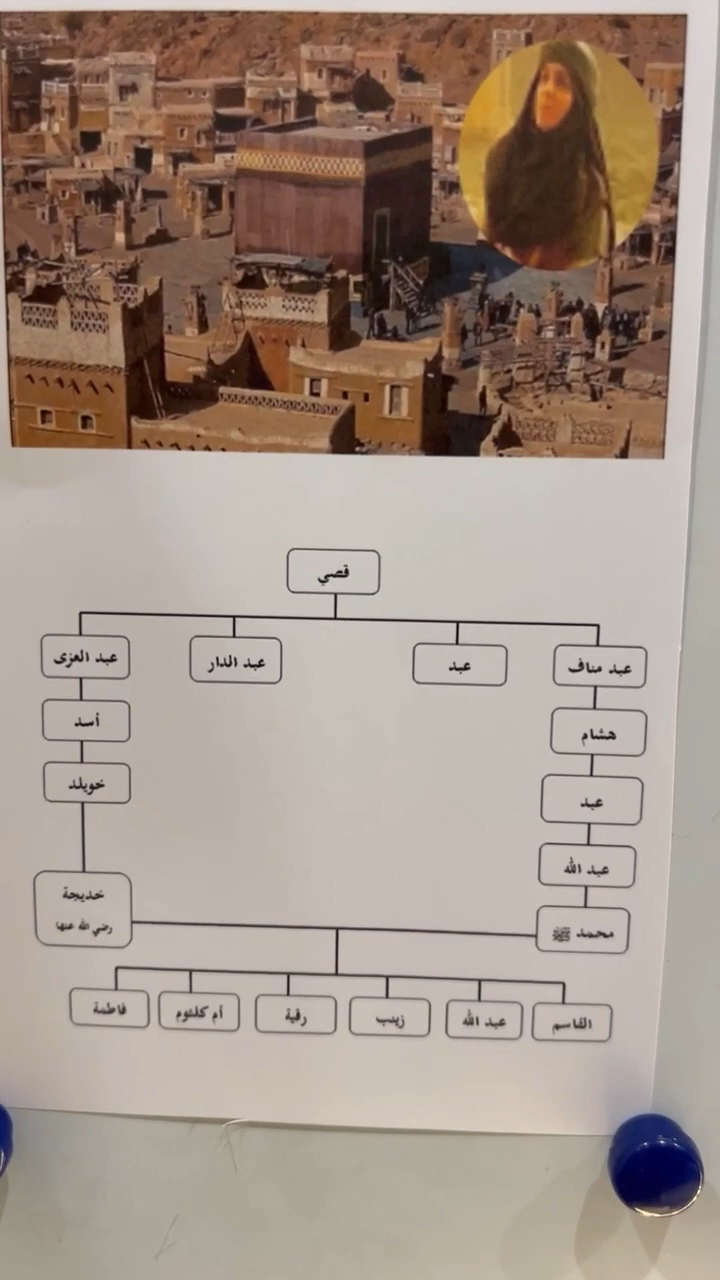 قصي
عبد مناف
عبد
عبد الدار
عبد العزى
هشام
أسد
عبد
خويلد
عبد الله
محمد ﷺ
خديجة
رضي الله عنها
القاسم
عبد الله
زينب
رقية
أم كلثوم
فاطمة